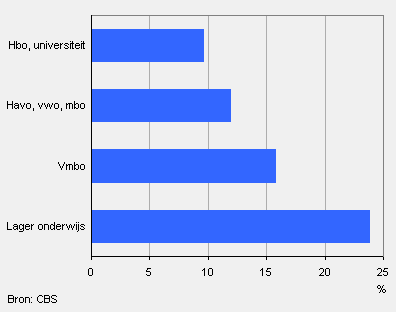 Hbo, universiteit
Havo, vwo, mbo
Vmbo
Lager onderwijs
0 5 10 15 20 25
%
Bron: CBS